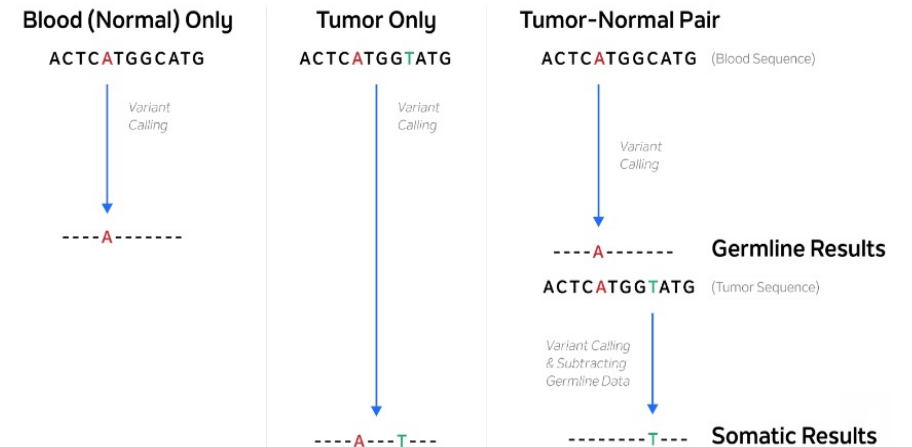 Blood (Normal) Only
ACTCATGGCATG
Variant
Calling
----A-------
Tumor Only
ACTCATGGTATG
Variant
Calling
----A---T---
Tumor-Normal Pair
ACTCATGGCATG (Blood Sequence)
Variant
Calling
----A------- Germline Results
ACTCATGGTATG (Tumor Sequence)
Variant Calling
& Subtracting
Germline Data
--------T--- Somatic Results